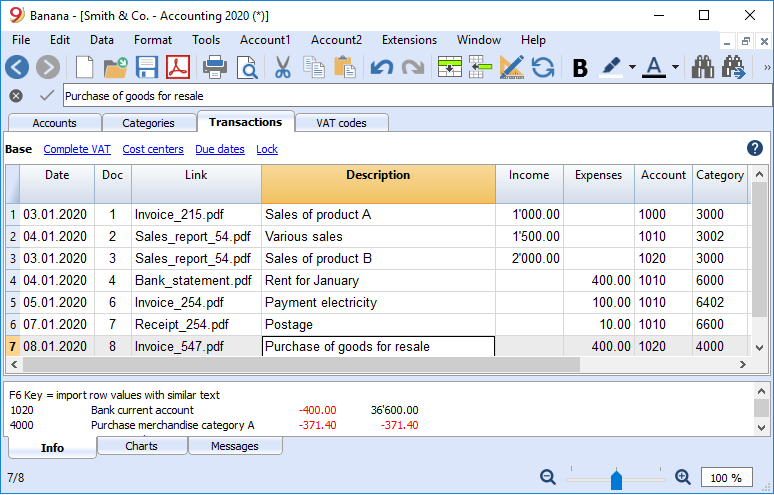 Banana - [Smith & Co. - Accounting 2020 (*)]
File Edit Data Format Tools Account1 Account2 Extensions Window Help
B A
Purchase of goods for resale
Accounts Categories Transactions VAT codes
Base Complete VAT Cost centers Due dates Lock ?
Date Doc Link Description Income Expenses Account Category
1 03.01.2020 1 Invoice_215.pdf Sales of product A 1'000.00 1000 3000
2 04.01.2020 2 Sales_report_54.pdf Various sales 1'500.00 1010 3002
3 03.01.2020 3 Sales_report_54.pdf Sales of product B 2'000.00 1020 3000
4 04.01.2020 4 Bank_statement.pdf Rent for January 400.00 1010 6000
5 05.01.2020 6 Invoice_254.pdf Payment electricity 100.00 1010 6402
6 07.01.2020 7 Receipt_254.pdf Postage 10.00 1010 6600
7 08.01.2020 8 Invoice_547.pdf Purchase of goods for resale 400.00 1020 4000
F6 Key = import row values with similar text
1020 Bank current account -400.00 36'600.00
4000 Purchase merchandise category A -371.40 -371.40
Info Charts Messages
7/8 100 %